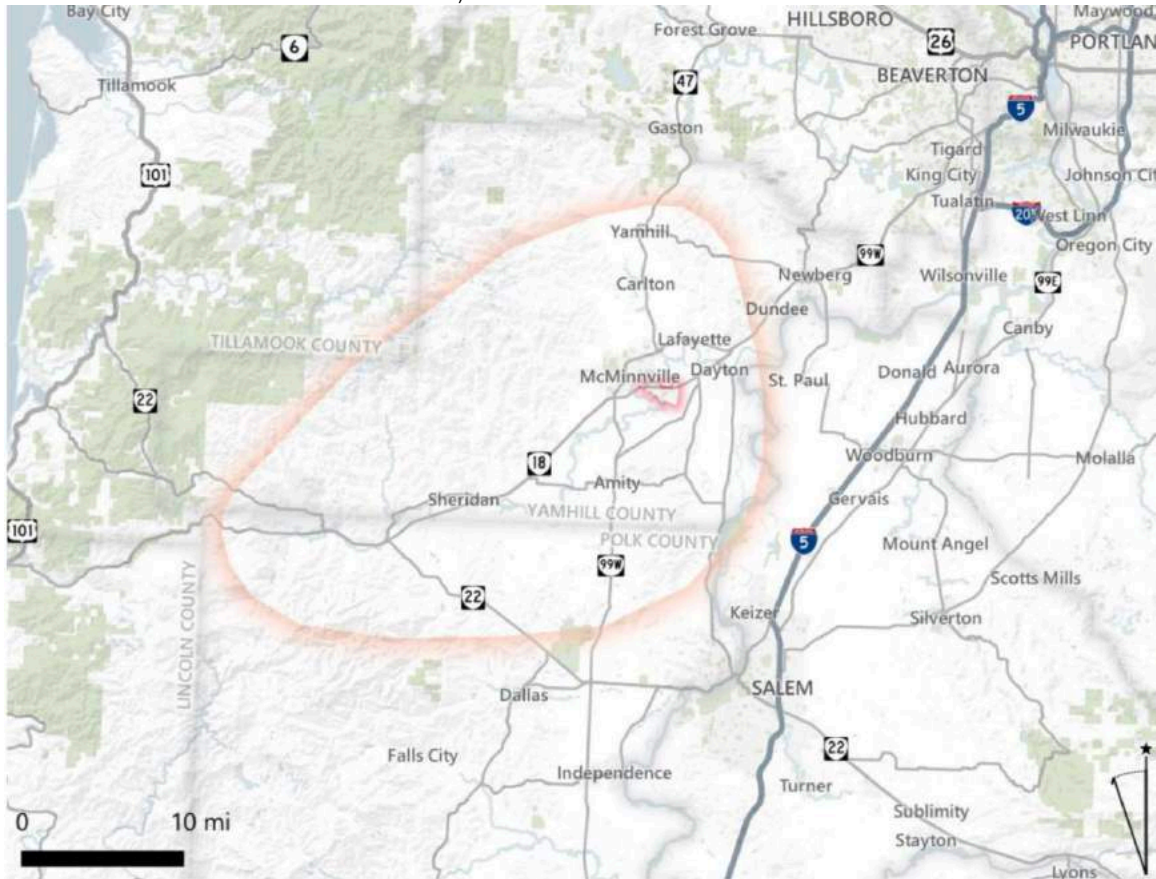 Bay City
HILLSBORO
Maywood,
Forest Grove
6
26
PORTLAN
Tillamook
47
BEAVERTON
5
Gaston
Milwaukie
Tigard
101
King City
Johnson Cit
Tualatin
20
West Linn
Yamhill
Oregon City
99W
Newberg
Wilsonville
Carlton
99E
Dundee
Canby
TILLAMOOK COUNTY
Lafayette
McMinnville
Dayton
St. Paul
Donald
Aurora
22
Hubbard
Woodburn
Molalla
18
Amity
Sheridan
Gervais
YAMHILL COUNTY
101
POLK COUNTY
5
Mount Angel
99W
Scotts Mills
22
Keizer
Silverton
LINCOLN COUNTY
Dallas
SALEM
Falls City
22
Independence
Turner
Sublimity
0
10 mi
Stayton
Lyons